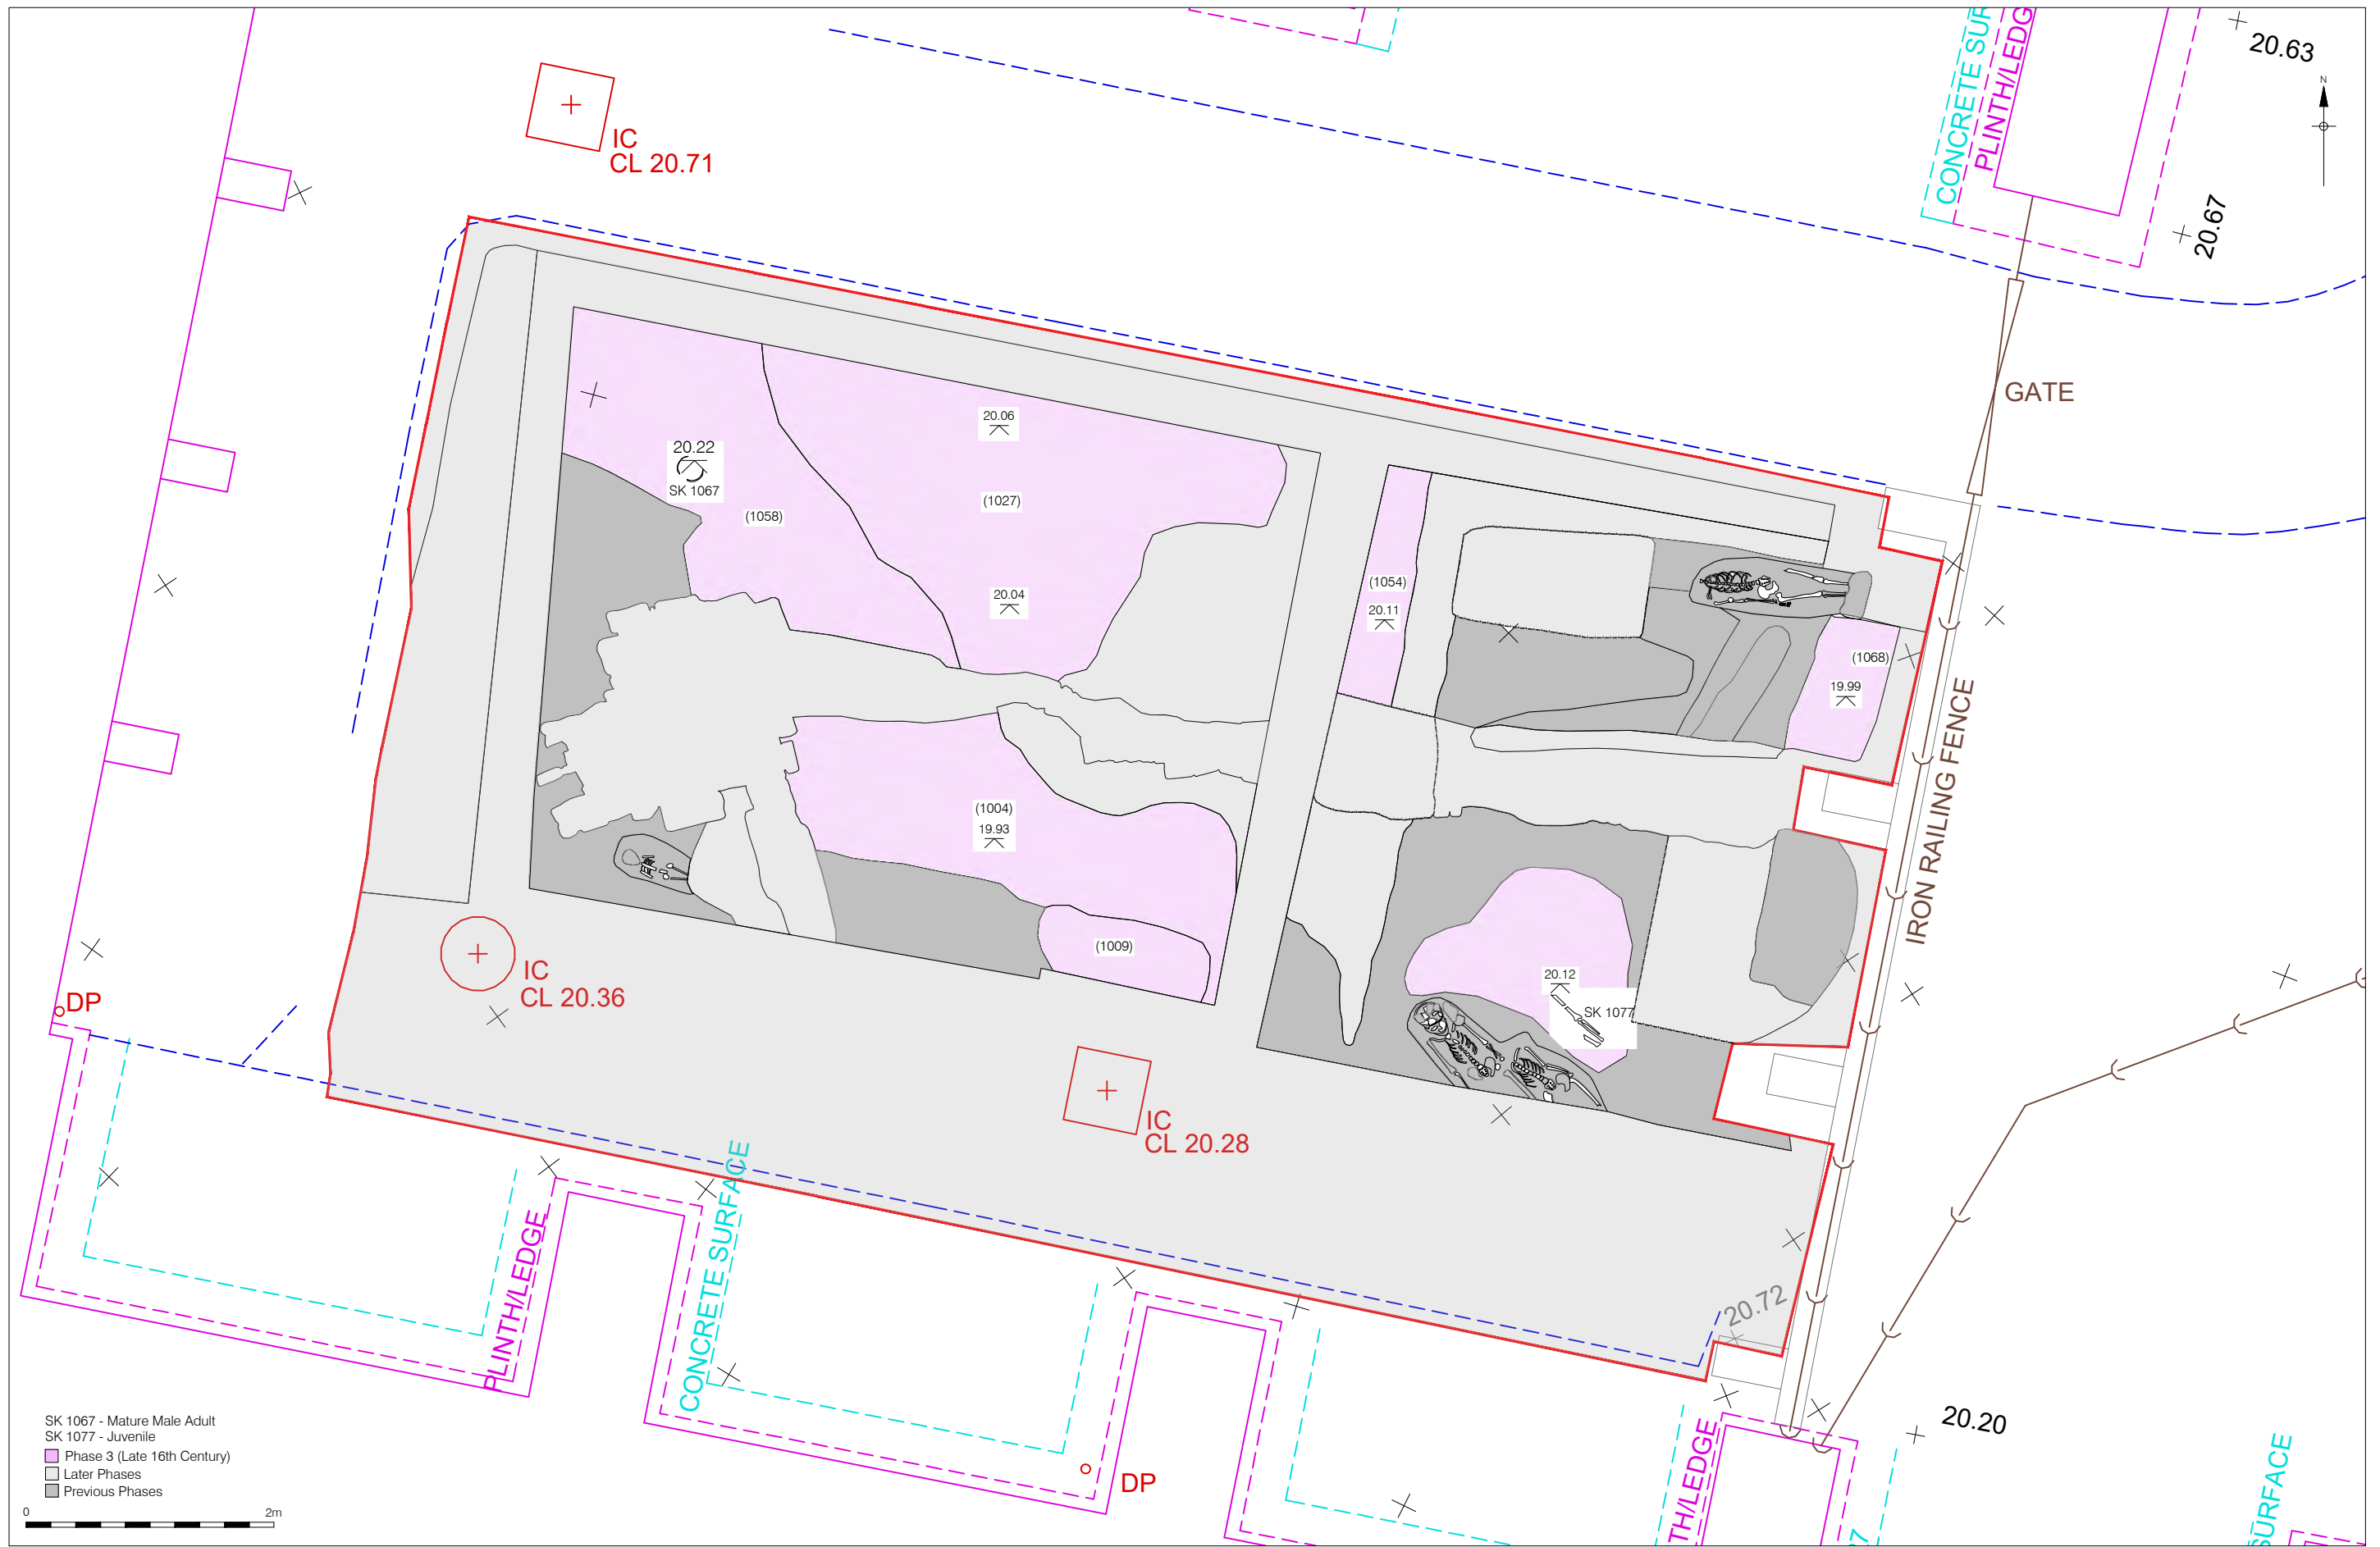 CONCRETE SUR
PLINTH/LEDG
20.63
N
IC
CL 20.71
20.67
GATE
20.06
20.22
SK 1067
(1027)
(1058)
(1054)
20.04
20.11
(1068)
19.99
(1004)
19.93
IRON RAILING FENCE
(1009)
IC
CL 20.36
20.12
SK 1077
DP
IC
CL 20.28
PLINTH/LEDGE
CONCRETE SURFACE
20.72
20.20
SK 1067 - Mature Male Adult
SK 1077 - Juvenile
Phase 3 (Late 16th Century)
Later Phases
Previous Phases
0 2m
DP
TH/LEDGE
SURFACE